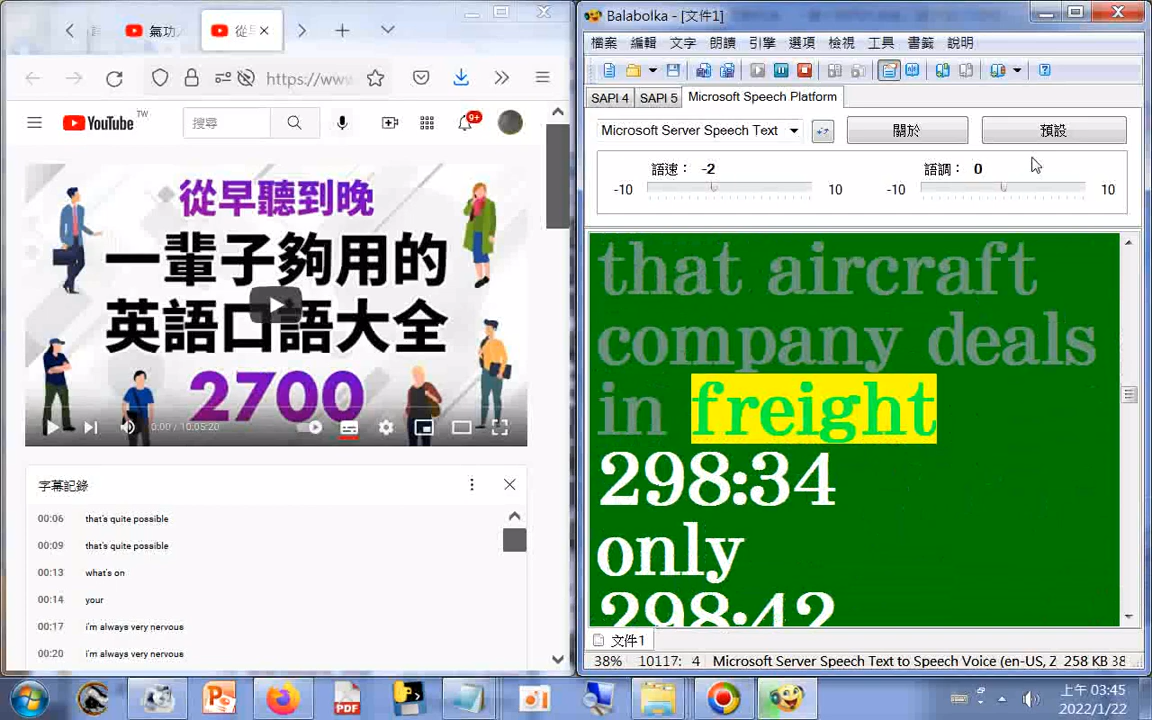 氣功
從
https://www
YouTube TW
搜尋
9+
從早聽到晚
一輩子夠用的
英語口語大全
2700
0:00 / 10:05:20
字幕記錄
00:06 that's quite possible
00:09 that's quite possible
00:13 what's on
00:14 your
00:17 i'm always very nervous
00:20 i'm always very nervous
Balabolka - [文件1]
檔案 編輯 文字 朗讀 引擎 選項 檢視 工具 書籤 說明
SAPI 4 SAPI 5 Microsoft Speech Platform
Microsoft Server Speech Text 關於 預設
語速： -2 語調： 0
-10 10 -10 10
that aircraft
company deals
in freight
298:34
only
298:42
文件1
38% 10117: 4 Microsoft Server Speech Text to Speech Voice (en-US, Z 258 KB 38
PDF
上午 03:45
2022/1/22